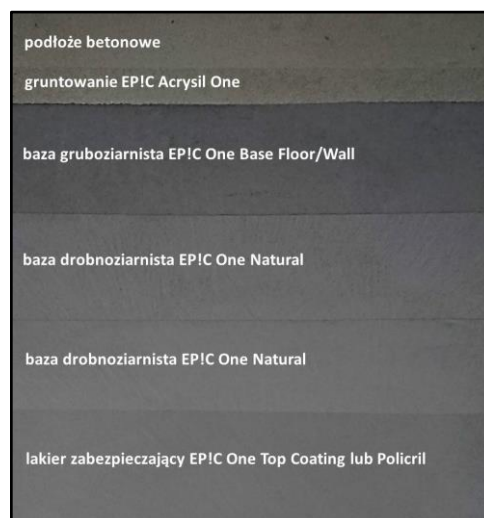 podłoże betonowe
gruntowanie EP!C Acrysil One
baza gruboziarnista EP!C One Base Floor/Wall
baza drobnoziarnista EP!C One Natural
baza drobnoziarnista EP!C One Natural
lakier zabezpieczający EP!C One Top Coating lub Policril